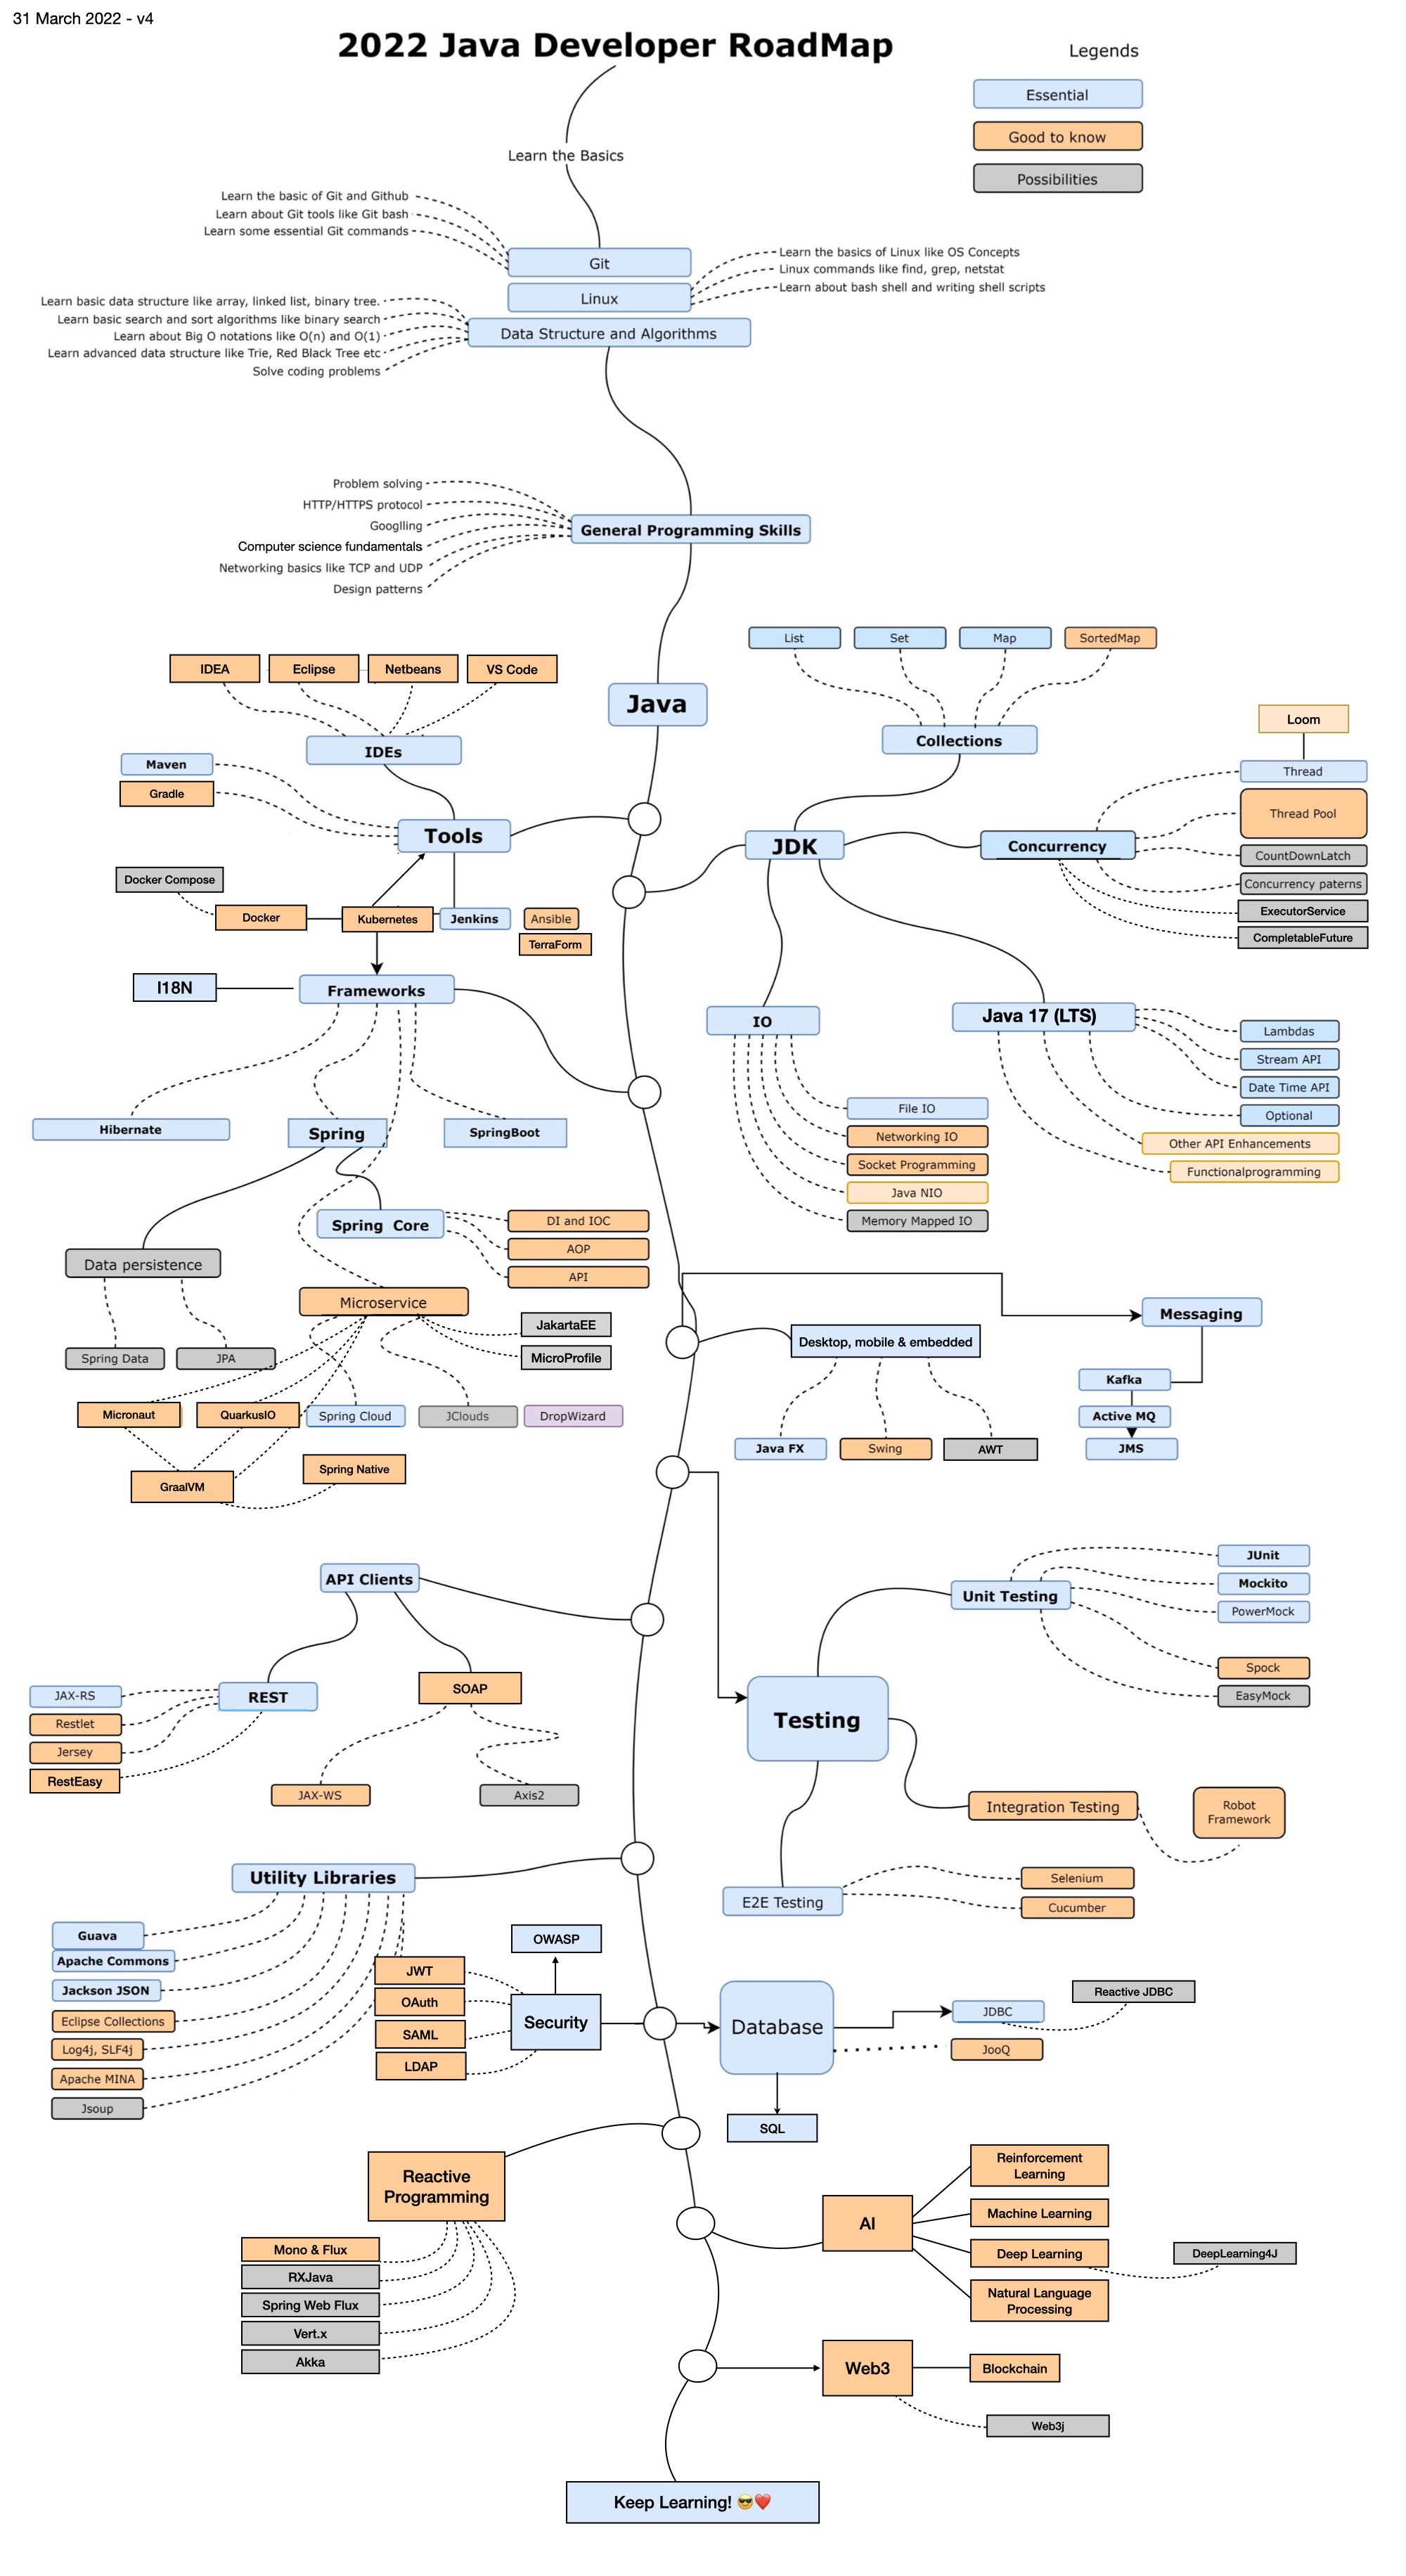 31 March 2022 - v4
2022 Java Developer RoadMap
Legends
Essential
Good to know
Possibilities
Learn the Basics
Learn the basic of Git and Github
Learn about Git tools like Git bash
Learn some essential Git commands
Git
Linux
Learn the basics of Linux like OS Concepts
Linux commands like find, grep, netstat
Learn about bash shell and writing shell scripts
Data Structure and Algorithms
Learn basic data structure like array, linked list, binary tree.
Learn basic search and sort algorithms like binary search
Learn about Big O notations like O(n) and O(1)
Learn advanced data structure like Trie, Red Black Tree etc
Solve coding problems
Problem solving
HTTP/HTTPS protocol
Googlling
Computer science fundamentals
Networking basics like TCP and UDP
Design patterns
General Programming Skills
Java
IDEA
Eclipse
Netbeans
VS Code
IDEs
Maven
Gradle
Tools
Docker Compose
Docker
Kubernetes
Jenkins
Ansible
TerraForm
List
Set
Map
SortedMap
Collections
JDK
Concurrency
Loom
Thread
Thread Pool
CountDownLatch
Concurrency paterns
ExecutorService
CompletableFuture
I18N
Frameworks
IO
Java 17 (LTS)
Lambdas
Stream API
Date Time API
Optional
Other API Enhancements
Functionalprogramming
File IO
Networking IO
Socket Programming
Java NIO
Memory Mapped IO
Hibernate
Spring
SpringBoot
Spring  Core
DI and IOC
AOP
API
Data persistence
Spring Data
JPA
Microservice
JakartaEE
MicroProfile
Micronaut
QuarkusIO
Spring Cloud
JClouds
DropWizard
GraalVM
Spring Native
Messaging
Kafka
Active MQ
JMS
Desktop, mobile & embedded
Java FX
Swing
AWT
API Clients
REST
SOAP
JAX-RS
Restlet
Jersey
RestEasy
JAX-WS
Axis2
Testing
Unit Testing
JUnit
Mockito
PowerMock
Spock
EasyMock
Integration Testing
Robot
Framework
E2E Testing
Selenium
Cucumber
Utility Libraries
Guava
Apache Commons
Jackson JSON
Eclipse Collections
Log4j, SLF4j
Apache MINA
Jsoup
OWASP
JWT
OAuth
SAML
LDAP
Security
Database
JDBC
Reactive JDBC
JooQ
SQL
Reactive
Programming
Mono & Flux
RXJava
Spring Web Flux
Vert.x
Akka
AI
Reinforcement
Learning
Machine Learning
Deep Learning
DeepLearning4J
Natural Language
Processing
Web3
Blockchain
Web3j
Keep Learning! 😎❤️